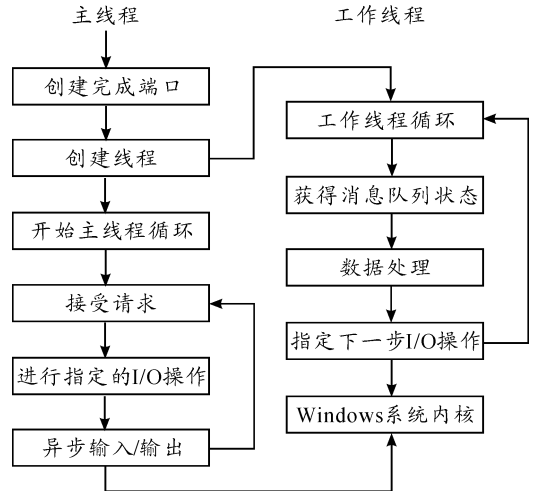 主线程
工作线程
创建完成端口
创建线程
开始主线程循环
接受请求
进行指定的I/O操作
异步输入/输出
工作线程循环
获得消息队列状态
数据处理
指定下一步I/O操作
Windows系统内核